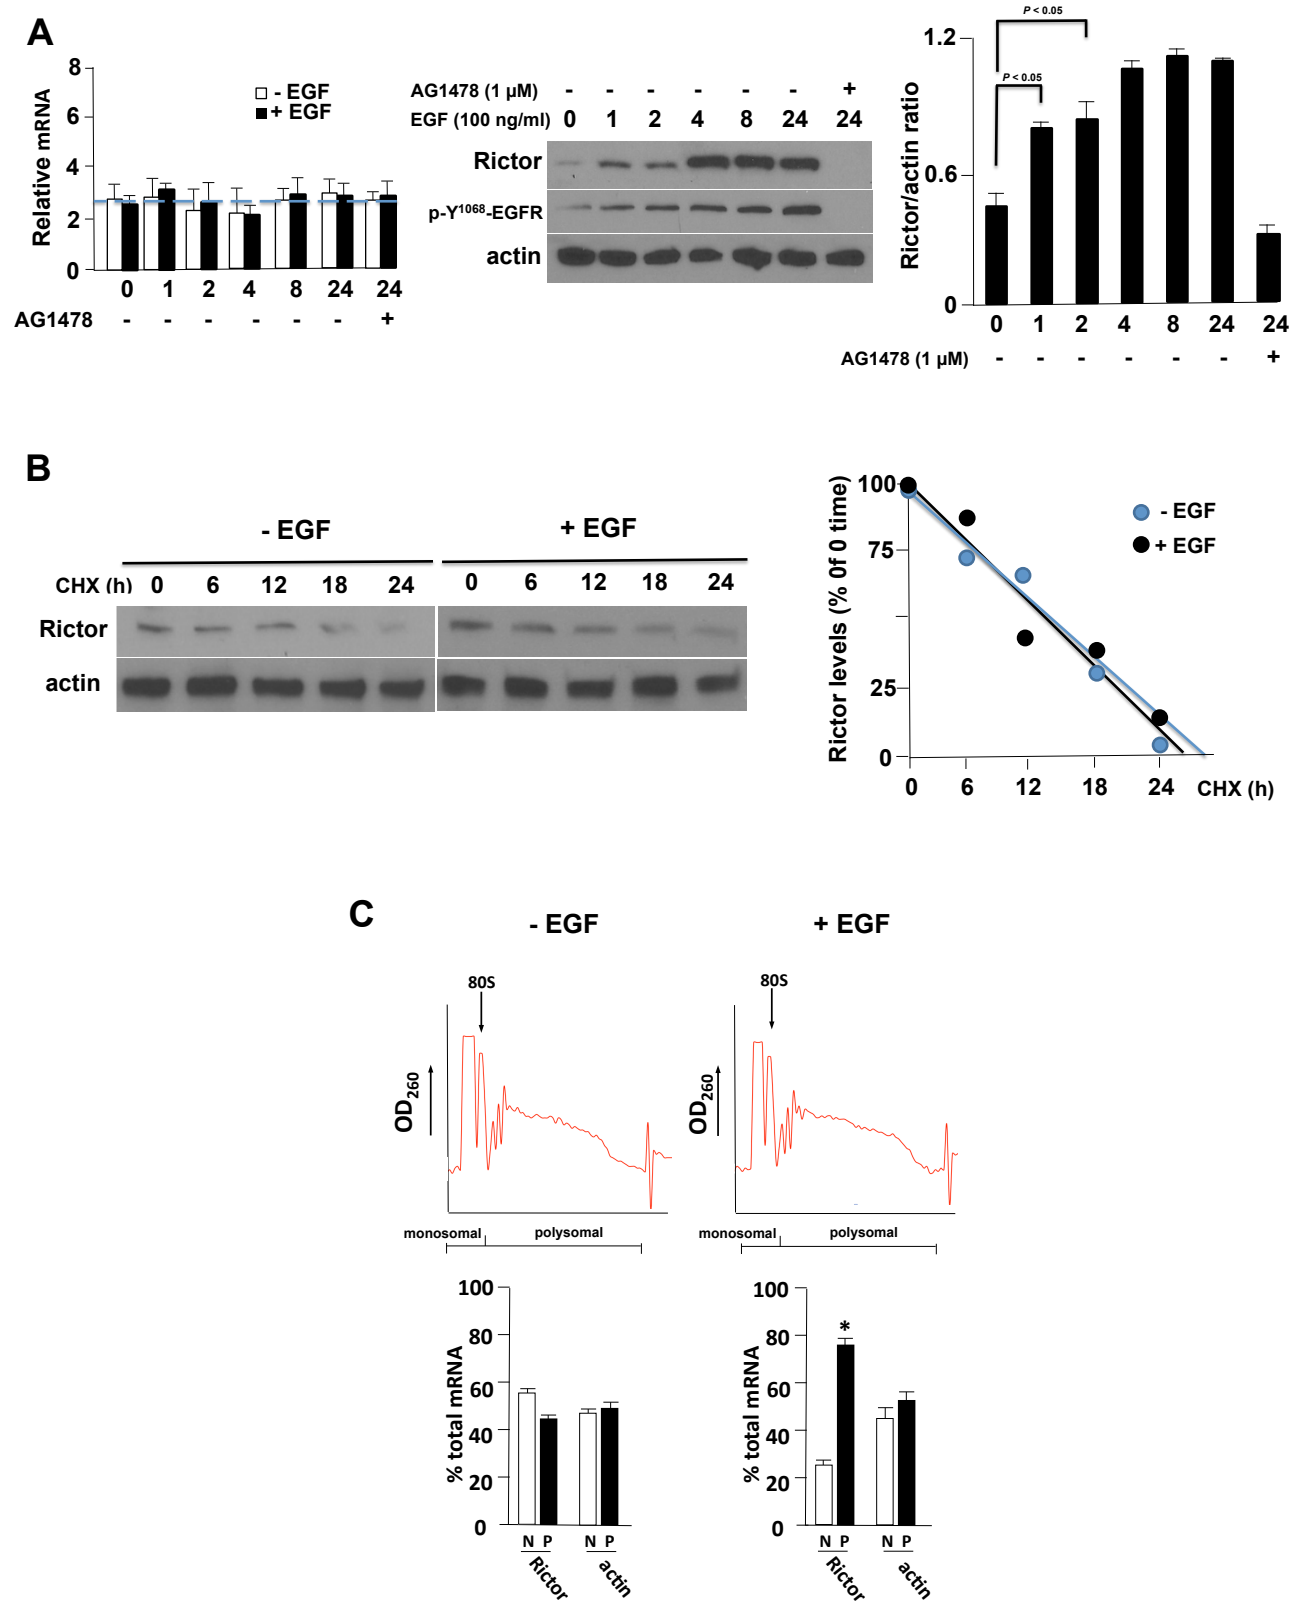 A
8
6
4
2
0
Relative mRNA
- EGF
+ EGF
0 1 2 4 8 24 24
AG1478 - - - - - - +
AG1478 (1 µM) - - - - - - +
EGF (100 ng/ml) 0 1 2 4 8 24 24
Rictor
p-Y1068-EGFR
actin
P < 0.05
P < 0.05
1.2
0.6
0
Rictor/actin ratio
0 1 2 4 8 24 24
AG1478 (1 µM) - - - - - - +
B
- EGF
+ EGF
CHX (h) 0 6 12 18 24 0 6 12 18 24
Rictor
actin
Rictor levels (% 0f 0 time)
100
75
25
0
- EGF
+ EGF
0 6 12 18 24 CHX (h)
C
- EGF
+ EGF
80S
80S
OD260
OD260
monosomal polysomal
monosomal polysomal
% total mRNA
100
80
60
40
20
0
N P N P
Rictor actin
% total mRNA
100
80
60
40
20
0
*
N P N P
Rictor actin